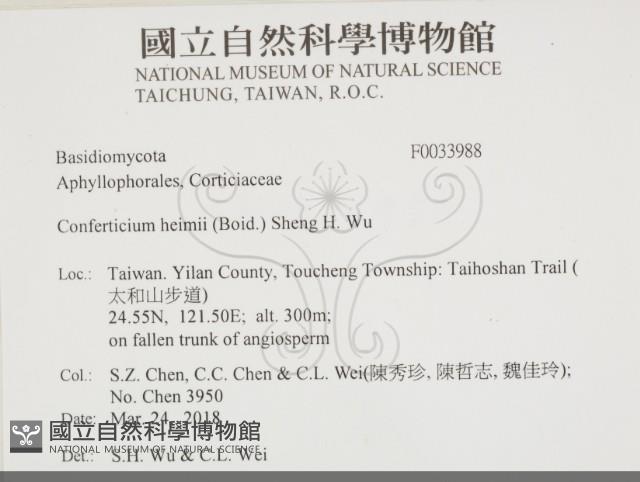 國立自然科學博物館
NATIONAL MUSEUM OF NATURAL SCIENCE
TAICHUNG, TAIWAN, R.O.C.
Basidiomycota F0033988
Aphyllophorales, Corticiaceae
Conferticium heimii (Boid.) Sheng H. Wu
Loc.: Taiwan. Yilan County, Toucheng Township: Taihoshan Trail (
太和山步道)
24.55N, 121.50E; alt. 300m;
on fallen trunk of angiosperm
Col.: S.Z. Chen, C.C. Chen & C.L. Wei(陳秀珍, 陳哲志, 魏佳玲);
No. Chen 3950
Date: Mar. 24, 2018
國立自然科學博物館
NATIONAL MUSEUM OF NATURAL SCIENCE
Det.: S.H. Wu & C.L. Wei